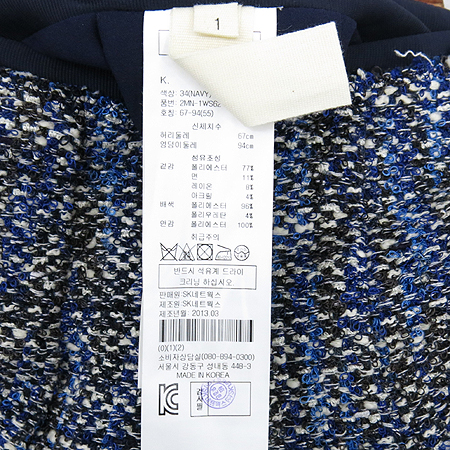 1
K.
색상: 34(NAVY)
품번: 2MN-1WS62
호칭: 67-94(55)
신체치수
허리둘레 67cm
엉덩이둘레 94cm
섬유조성
겉감 폴리에스터 77%
면 11%
레이온 8%
아크릴 4%
배색 폴리에스터 96%
폴리우레탄 4%
안감 폴리에스터 100%
취급주의
반드시 석유계 드라이
크리닝 하십시오.
판매원:SK네트웍스
제조원:SK네트웍스
제조년월:2013.03
(0)(1)(2)
소비자상담실(080-894-0300)
서울시 강동구 성내동 448-3
MADE IN KOREA
검사필